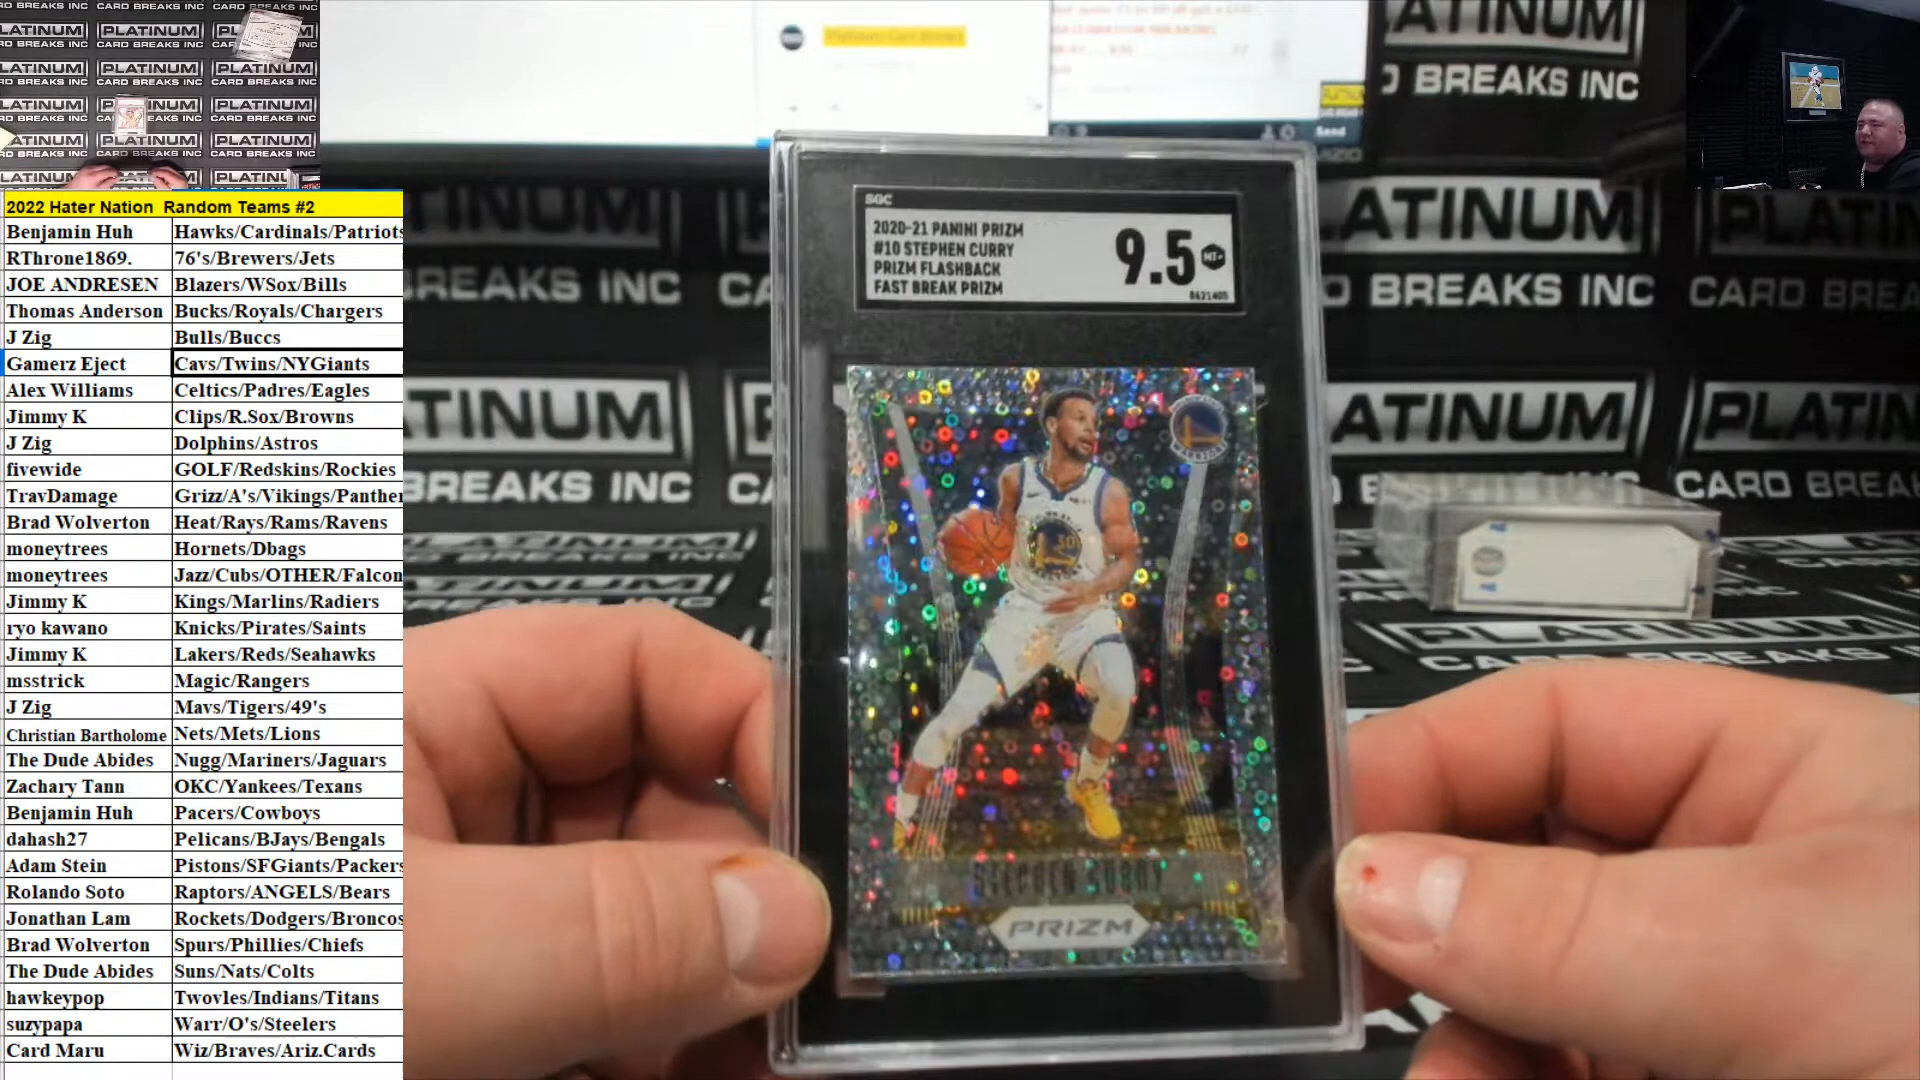 PLATINUM
CARD BREAKS INC
2022 Hater Nation Random Teams #2
Benjamin Huh Hawks/Cardinals/Patriots
RThrone1869. 76's/Brewers/Jets
JOE ANDRESEN Blazers/WSox/Bills
Thomas Anderson Bucks/Royals/Chargers
J Zig Bulls/Buccs
Gamerz Eject Cavs/Twins/NYGiants
Alex Williams Celtics/Padres/Eagles
Jimmy K Clips/R.Sox/Browns
J Zig Dolphins/Astros
fivewide GOLF/Redskins/Rockies
TravDamage Grizz/A's/Vikings/Panther
Brad Wolverton Heat/Rays/Rams/Ravens
moneytrees Hornets/Dbags
moneytrees Jazz/Cubs/OTHER/Falcon
Jimmy K Kings/Marlins/Radiers
ryo kawano Knicks/Pirates/Saints
Jimmy K Lakers/Reds/Seahawks
msstrick Magic/Rangers
J Zig Mavs/Tigers/49's
Christian Bartholome Nets/Mets/Lions
The Dude Abides Nugg/Mariners/Jaguars
Zachary Tann OKC/Yankees/Texans
Benjamin Huh Pacers/Cowboys
dahash27 Pelicans/BJays/Bengals
Adam Stein Pistons/SFGiants/Packers
Rolando Soto Raptors/ANGELS/Bears
Jonathan Lam Rockets/Dodgers/Broncos
Brad Wolverton Spurs/Phillies/Chiefs
The Dude Abides Suns/Nats/Colts
hawkeypop Twovles/Indians/Titans
suzypapa Warr/O's/Steelers
Card Maru Wiz/Braves/Ariz.Cards
Send
SGC
2020-21 PANINI PRIZM
#10 STEPHEN CURRY
PRIZM FLASHBACK
FAST BREAK PRIZM
9.5 MT+
8621405
WARRIORS
30
STEPHEN CURRY
PRIZM
PLATINUM
CARD BREAKS INC